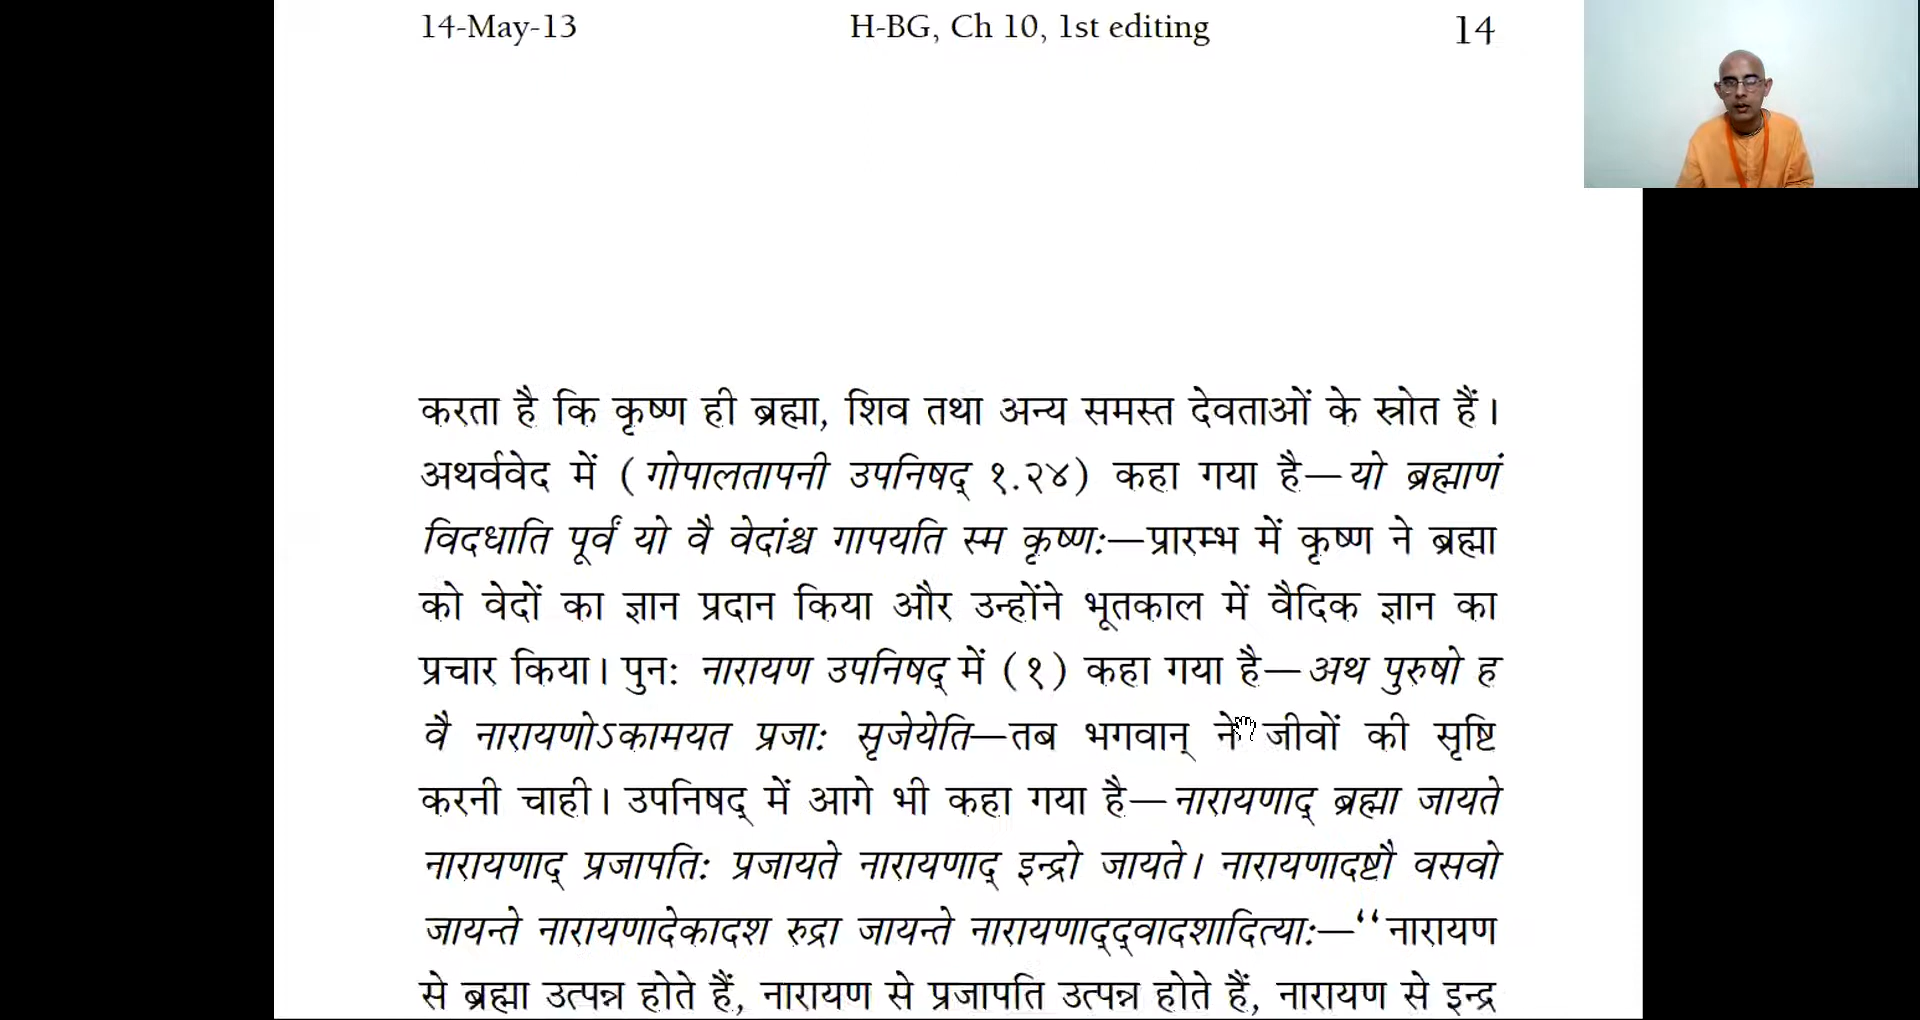 14-May-13 H-BG, Ch 10, 1st editing 14
करता है कि कृष्ण ही ब्रह्मा, शिव तथा अन्य समस्त देवताओं के स्रोत हैं।
अथर्ववेद में (गोपालतापनी उपनिषद् १.२४) कहा गया है—यो ब्रह्माणं
विदधाति पूर्वं यो वै वेदांश्च गापयति स्म कृष्णः—प्रारम्भ में कृष्ण ने ब्रह्मा
को वेदों का ज्ञान प्रदान किया और उन्होंने भूतकाल में वैदिक ज्ञान का
प्रचार किया। पुनः नारायण उपनिषद् में (१) कहा गया है—अथ पुरुषो ह
वै नारायणोऽकामयत प्रजाः सृजेयेति—तब भगवान् ने जीवों की सृष्टि
करनी चाही। उपनिषद् में आगे भी कहा गया है—नारायणाद् ब्रह्मा जायते
नारायणाद् प्रजापतिः प्रजायते नारायणाद् इन्द्रो जायते। नारायणादष्टौ वसवो
जायन्ते नारायणादेकादश रुद्रा जायन्ते नारायणाद्द्वादशादित्याः—‘‘नारायण
से ब्रह्मा उत्पन्न होते हैं, नारायण से प्रजापति उत्पन्न होते हैं, नारायण से इन्द्र